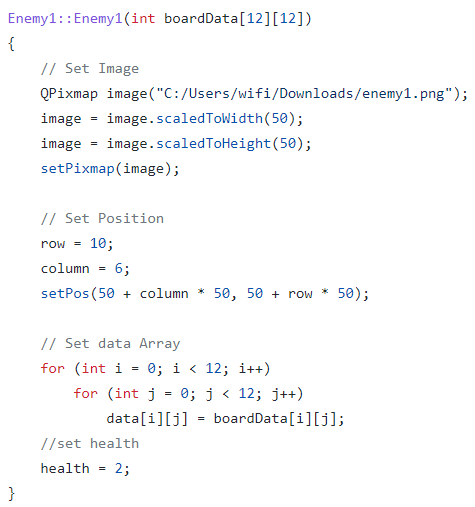 Enemy1::Enemy1(int boardData[12][12])
{
    // Set Image
    QPixmap image("C:/Users/wifi/Downloads/enemy1.png");
    image = image.scaledToWidth(50);
    image = image.scaledToHeight(50);
    setPixmap(image);

    // Set Position
    row = 10;
    column = 6;
    setPos(50 + column * 50, 50 + row * 50);

    // Set data Array
    for (int i = 0; i < 12; i++)
        for (int j = 0; j < 12; j++)
            data[i][j] = boardData[i][j];
    //set health
    health = 2;
}